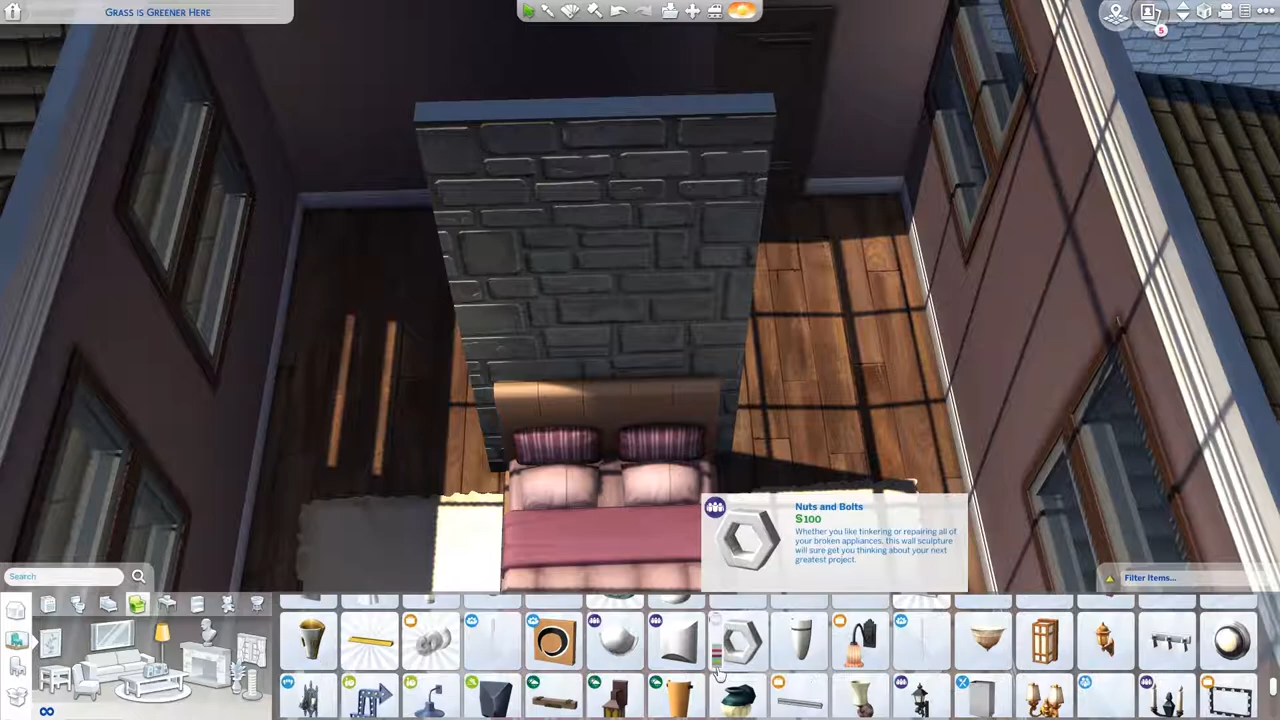 Grass is Greener Here
5
Nuts and Bolts
§100
Whether you like tinkering or repairing all of
your broken appliances, this wall sculpture
will sure get you thinking about your next
greatest project.
Search
Filter Items...